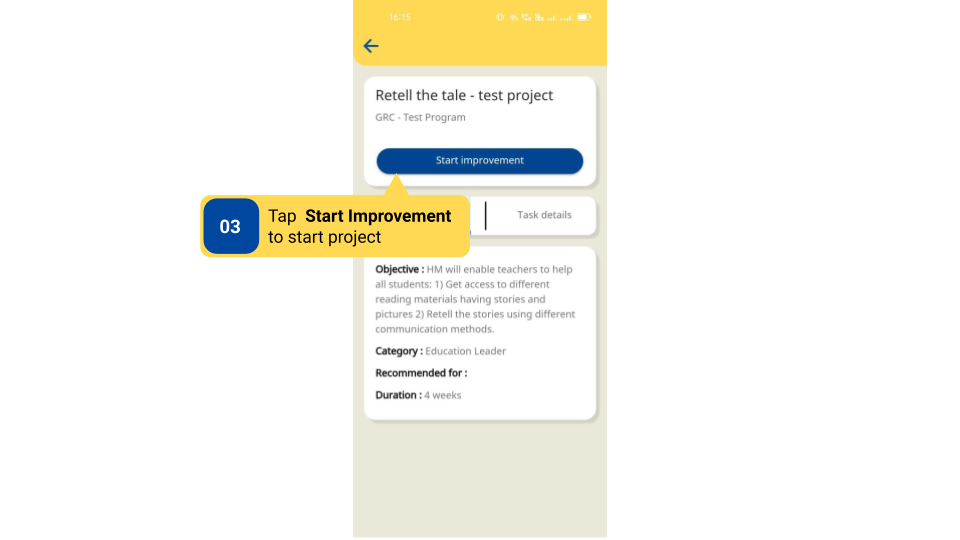 16:15
Retell the tale - test project
GRC - Test Program
Start improvement
03
Tap Start Improvement
to start project
Task details
Objective : HM will enable teachers to help
all students: 1) Get access to different
reading materials having stories and
pictures 2) Retell the stories using different
communication methods.
Category : Education Leader
Recommended for :
Duration : 4 weeks